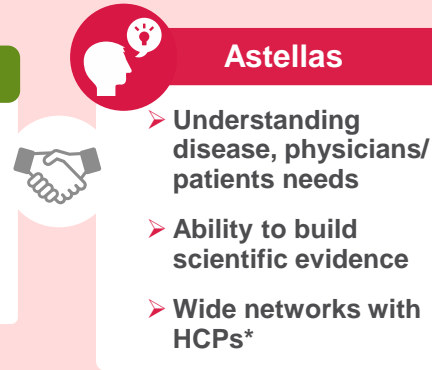 Astellas
➢ Understanding
disease, physicians/
patients needs
➢ Ability to build
scientific evidence
➢ Wide networks with
HCPs*